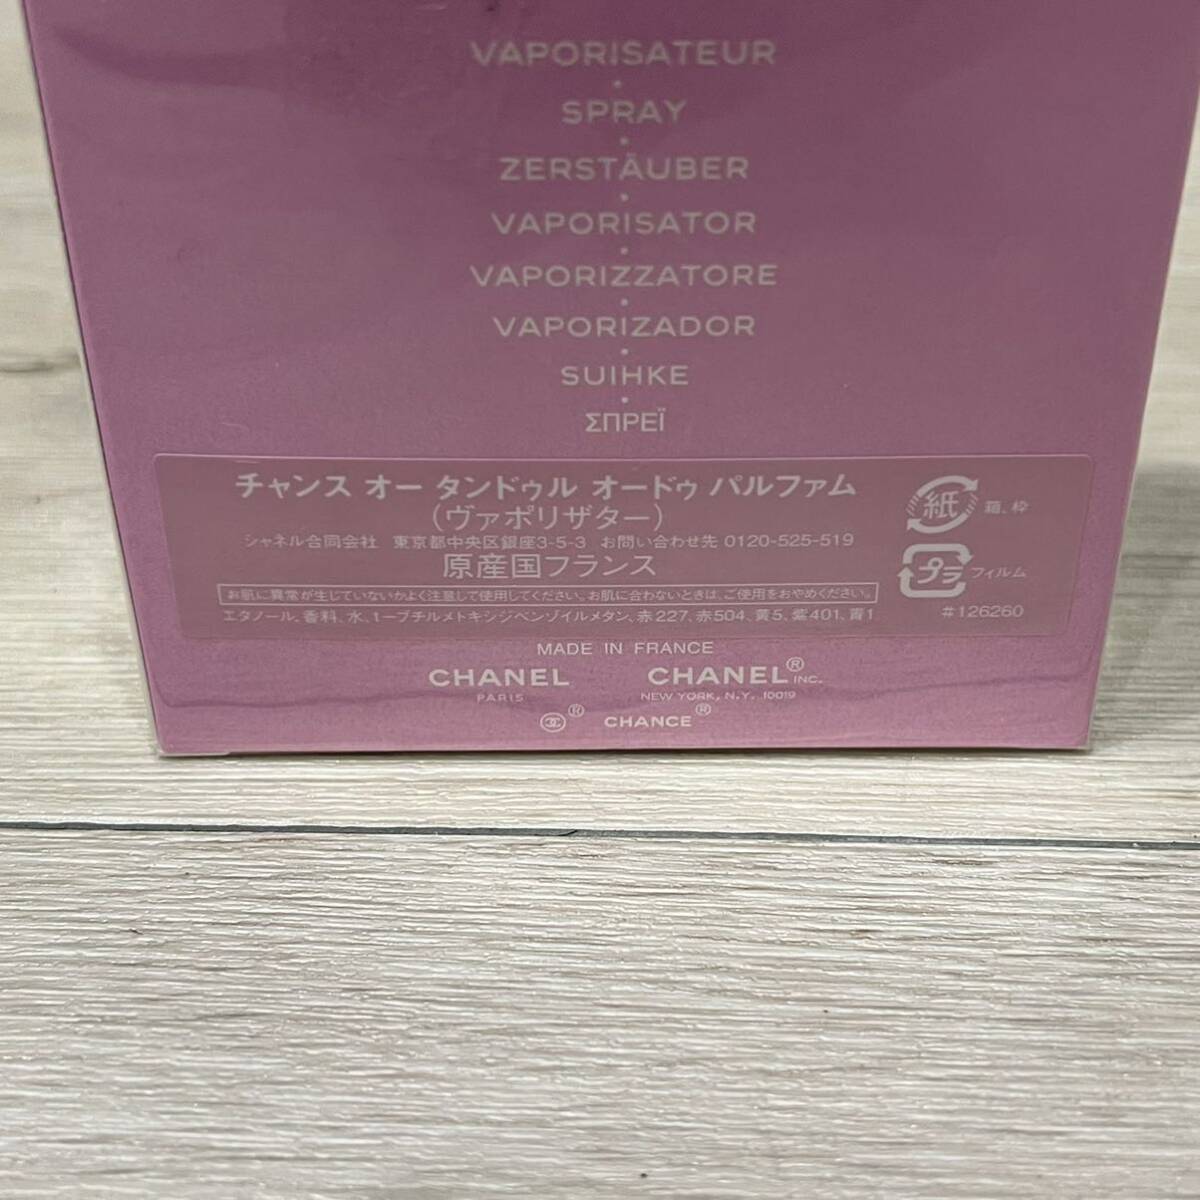 VAPORISATEUR
SPRAY
ZERSTÄUBER
VAPORISATOR
VAPORIZZATORE
VAPORIZADOR
SUIHKE
ΣΠΡΕΪ
チャンス オー タンドゥル オードゥ パルファム
(ヴァポリザター)
シャネル合同会社 東京都中央区銀座3-5-3 お問い合わせ先 0120-525-519
原産国フランス
お肌に異常が生じていないかよく注意して使用してください。お肌に合わないときは、ご使用をおやめください。
エタノール、香料、水、t-ブチルメトキシジベンゾイルメタン、赤227、赤504、黄5、紫401、青1
紙 箱、枠
プラ フィルム
#126260
MADE IN FRANCE
CHANEL CHANEL® INC.
PARIS NEW YORK, N.Y. 10019
® CHANCE®